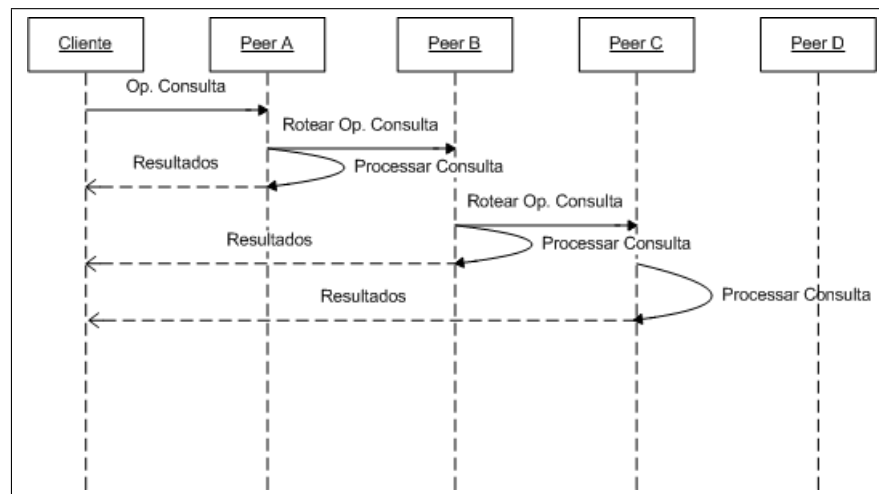 Cliente
Peer A
Peer B
Peer C
Peer D
Op. Consulta
Rotear Op. Consulta
Resultados
Processar Consulta
Rotear Op. Consulta
Resultados
Processar Consulta
Resultados
Processar Consulta